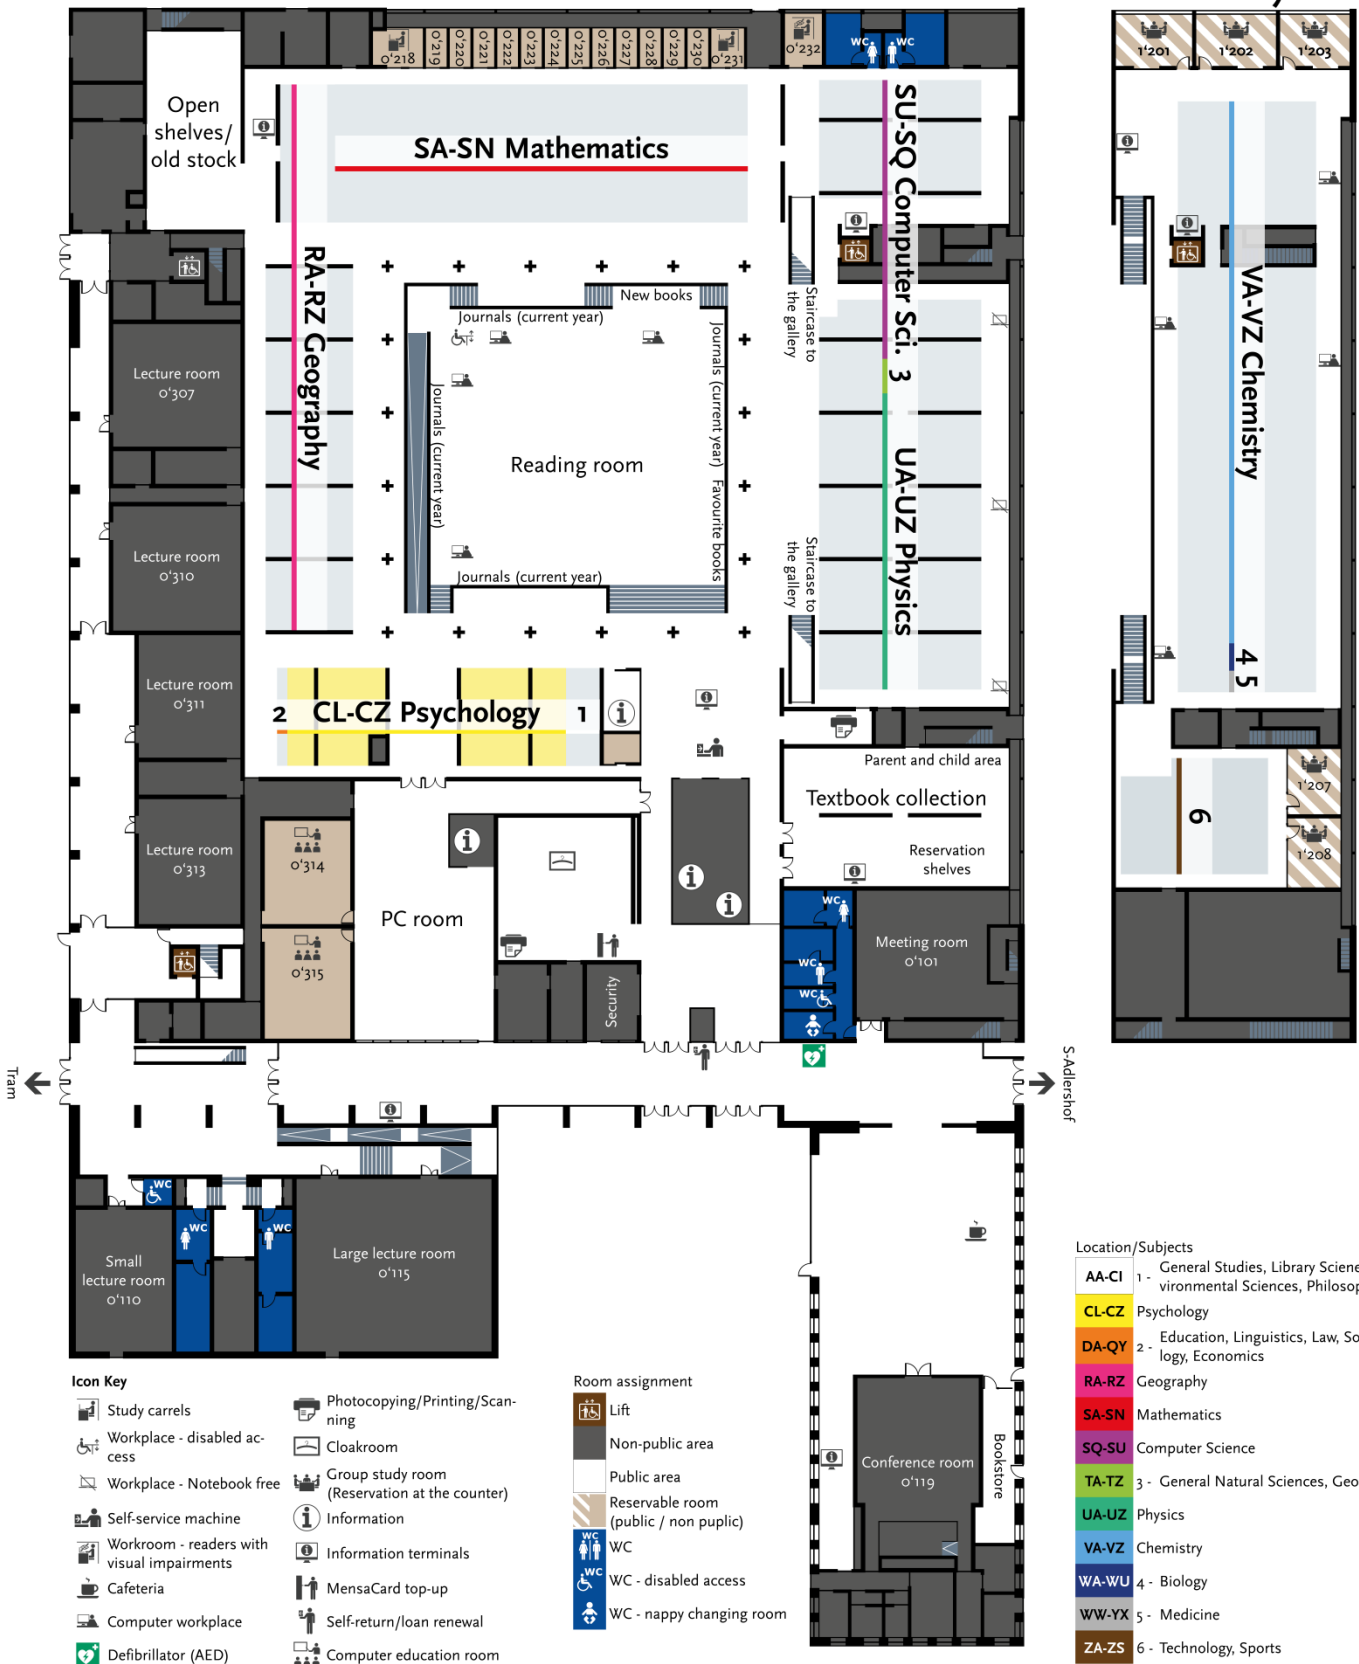 0'218
0'219
0'220
0'221
0'222
0'223
0'224
0'225
0'226
0'227
0'228
0'229
0'230
0'231
0'232
WC
WC
1'201
1'202
1'203
Open
shelves/
old stock
SA-SN Mathematics
SU-SQ Computer Sci.
3
UA-UZ Physics
RA-RZ Geography
VA-VZ Chemistry
4
5
New books
Journals (current year)
Journals (current year)
Journals (current year)
Favourite books
Journals (current year)
Reading room
Staircase to
the gallery
Staircase to
the gallery
Lecture room
0'307
Lecture room
0'310
Lecture room
0'311
Lecture room
0'313
2
CL-CZ Psychology
1
Parent and child area
Textbook collection
Reservation
shelves
6
1'207
1'208
0'314
0'315
PC room
Security
WC
WC
WC
Meeting room
0'101
Tram
S-Adlershof
WC
WC
WC
Small
lecture room
0'110
Large lecture room
0'115
Conference room
0'119
Bookstore
Icon Key
Study carrels
Workplace - disabled ac-
cess
Workplace - Notebook free
Self-service machine
Workroom - readers with
visual impairments
Cafeteria
Computer workplace
Defibrillator (AED)
Photocopying/Printing/Scan-
ning
Cloakroom
Group study room
(Reservation at the counter)
Information
Information terminals
MensaCard top-up
Self-return/loan renewal
Computer education room
Room assignment
Lift
Non-public area
Public area
Reservable room
(public / non puplic)
WC
WC
WC
WC - disabled access
WC - nappy changing room
Location/Subjects
AA-CI 1 - General Studies, Library Scien
vironmental Sciences, Philosop
CL-CZ Psychology
DA-QY 2 - Education, Linguistics, Law, So
logy, Economics
RA-RZ Geography
SA-SN Mathematics
SQ-SU Computer Science
TA-TZ 3 - General Natural Sciences, Geo
UA-UZ Physics
VA-VZ Chemistry
WA-WU 4 - Biology
WW-YX 5 - Medicine
ZA-ZS 6 - Technology, Sports